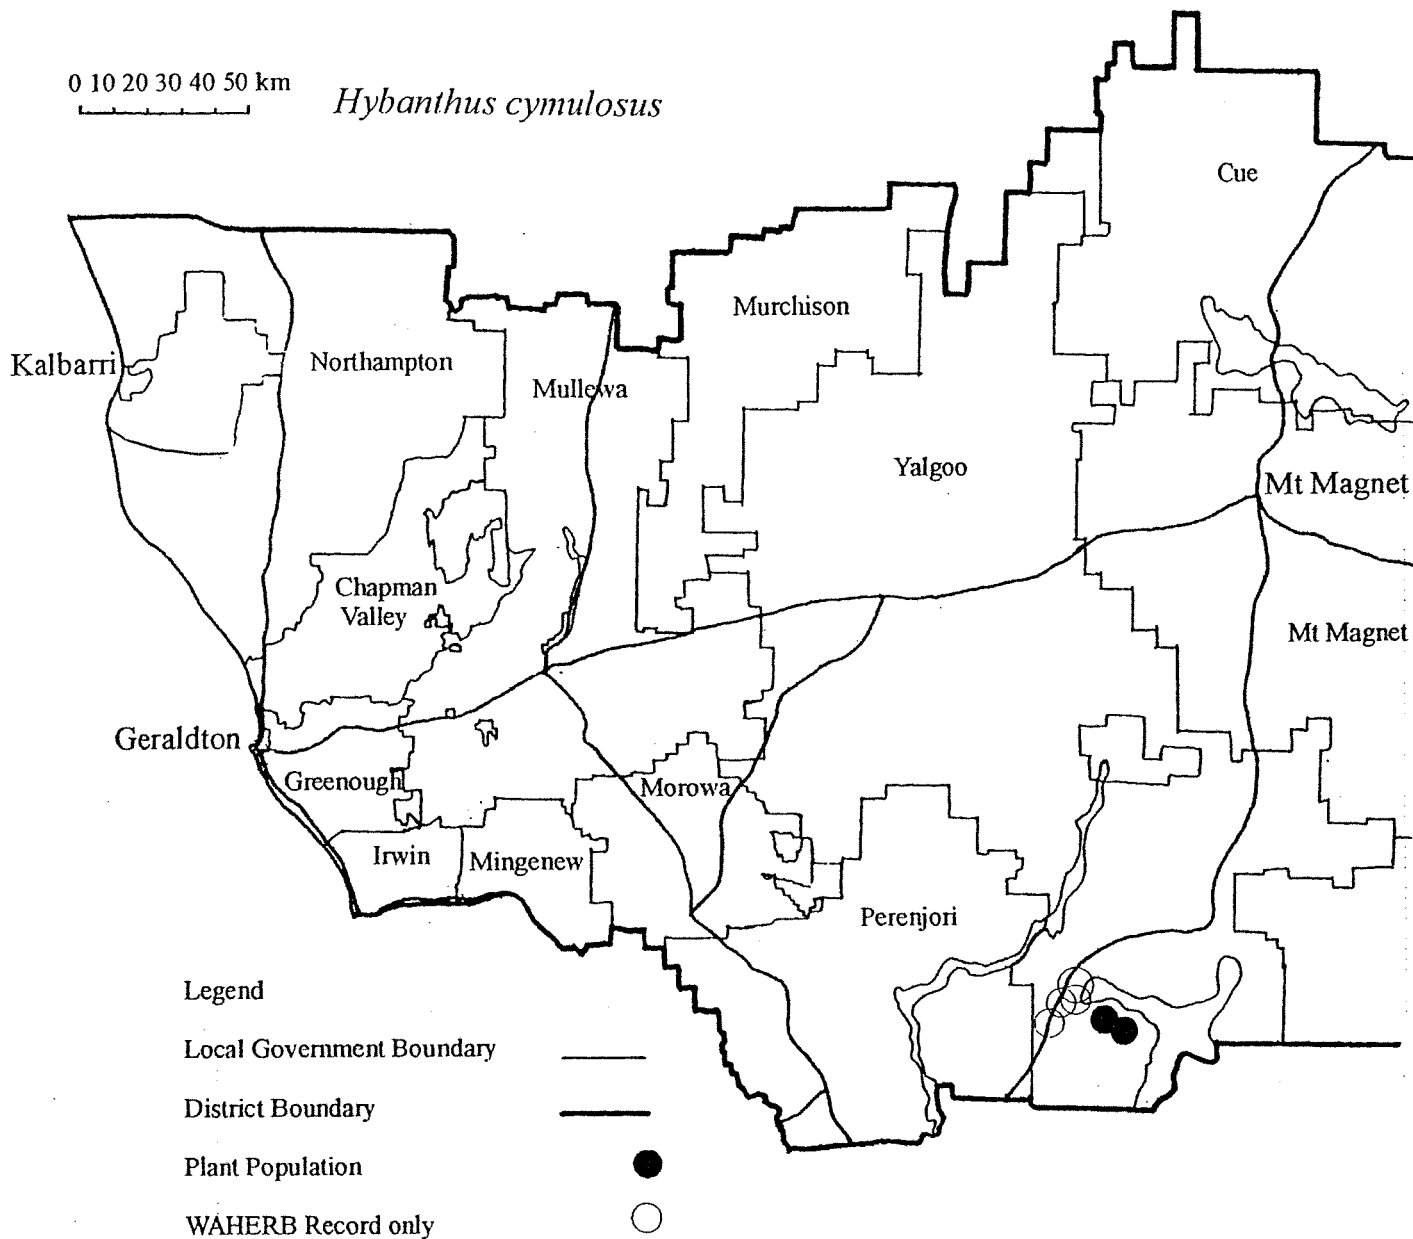 0 10 20 30 40 50 km
Hybanthus cymulosus
Cue
Murchison
Kalbarri
Northampton
Mullewa
Yalgoo
Mt Magnet
Chapman
Valley
Mt Magnet
Geraldton
Greenough
Morowa
Irwin
Mingenew
Perenjori
Legend
Local Government Boundary
District Boundary
Plant Population
WAHERB Record only